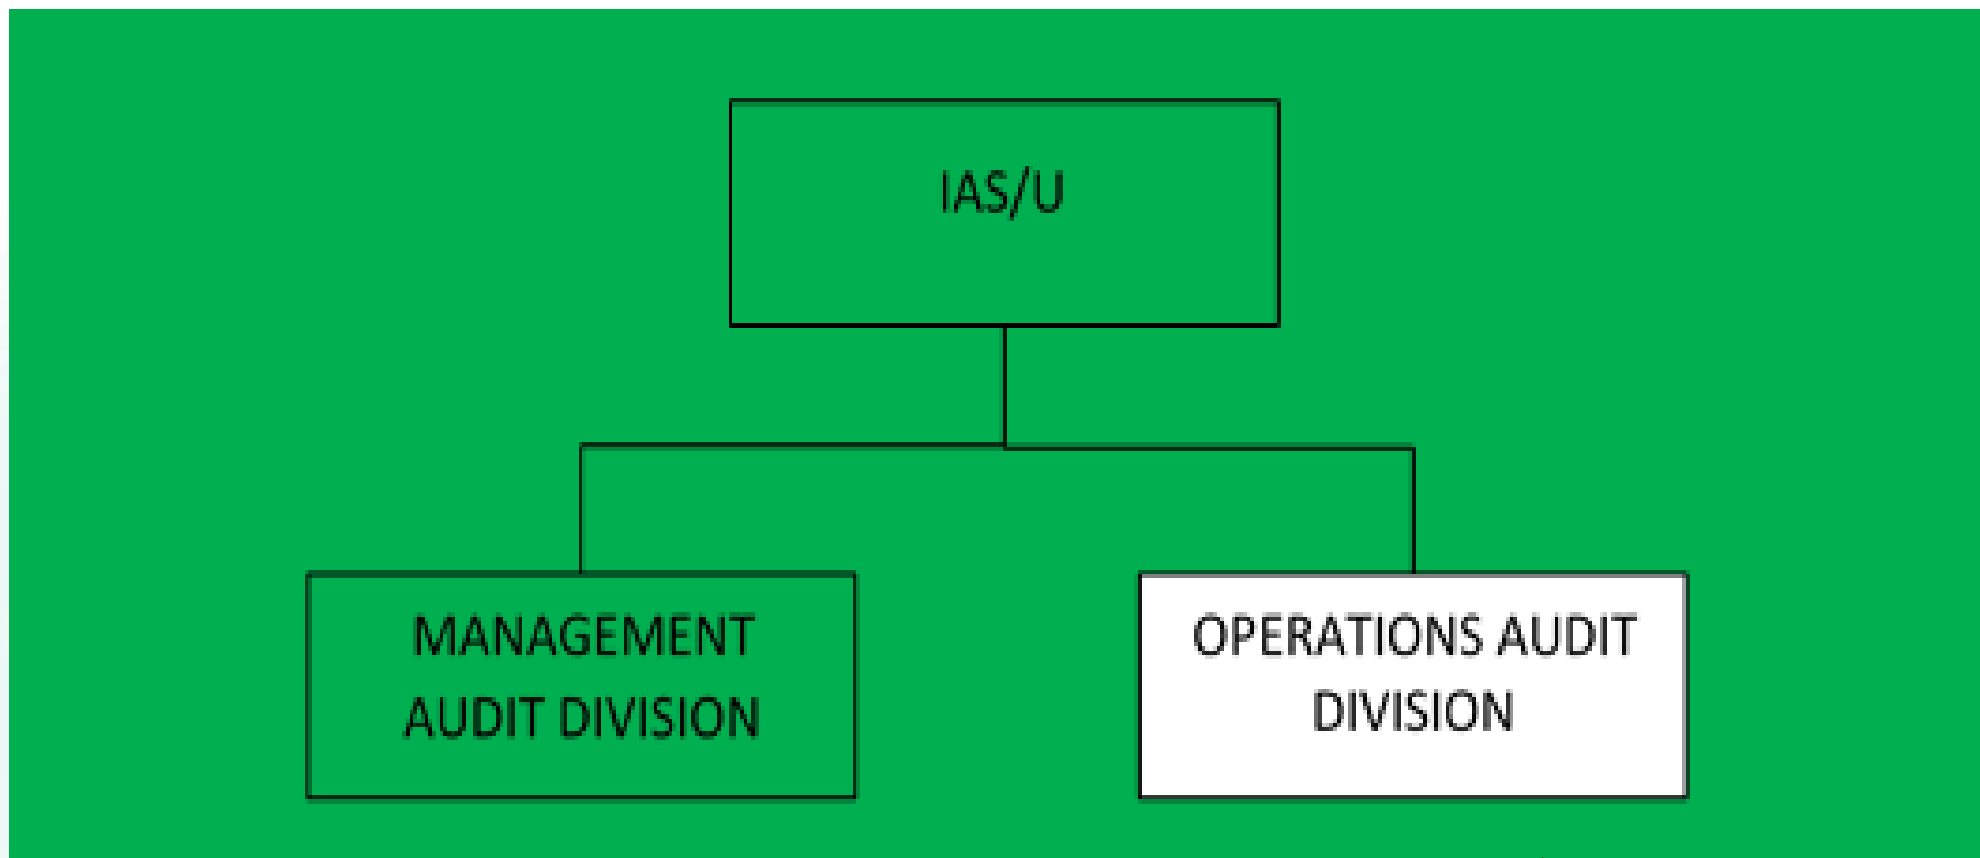 IAS/U
MANAGEMENT
AUDIT DIVISION
OPERATIONS AUDIT
DIVISION